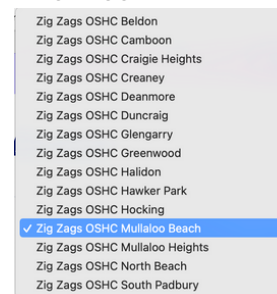 Zig Zags OSHC Beldon
Zig Zags OSHC Camboon
Zig Zags OSHC Craigie Heights
Zig Zags OSHC Creaney
Zig Zags OSHC Deanmore
Zig Zags OSHC Duncraig
Zig Zags OSHC Glengarry
Zig Zags OSHC Greenwood
Zig Zags OSHC Halidon
Zig Zags OSHC Hawker Park
Zig Zags OSHC Hocking
✓ Zig Zags OSHC Mullaloo Beach
Zig Zags OSHC Mullaloo Heights
Zig Zags OSHC North Beach
Zig Zags OSHC South Padbury